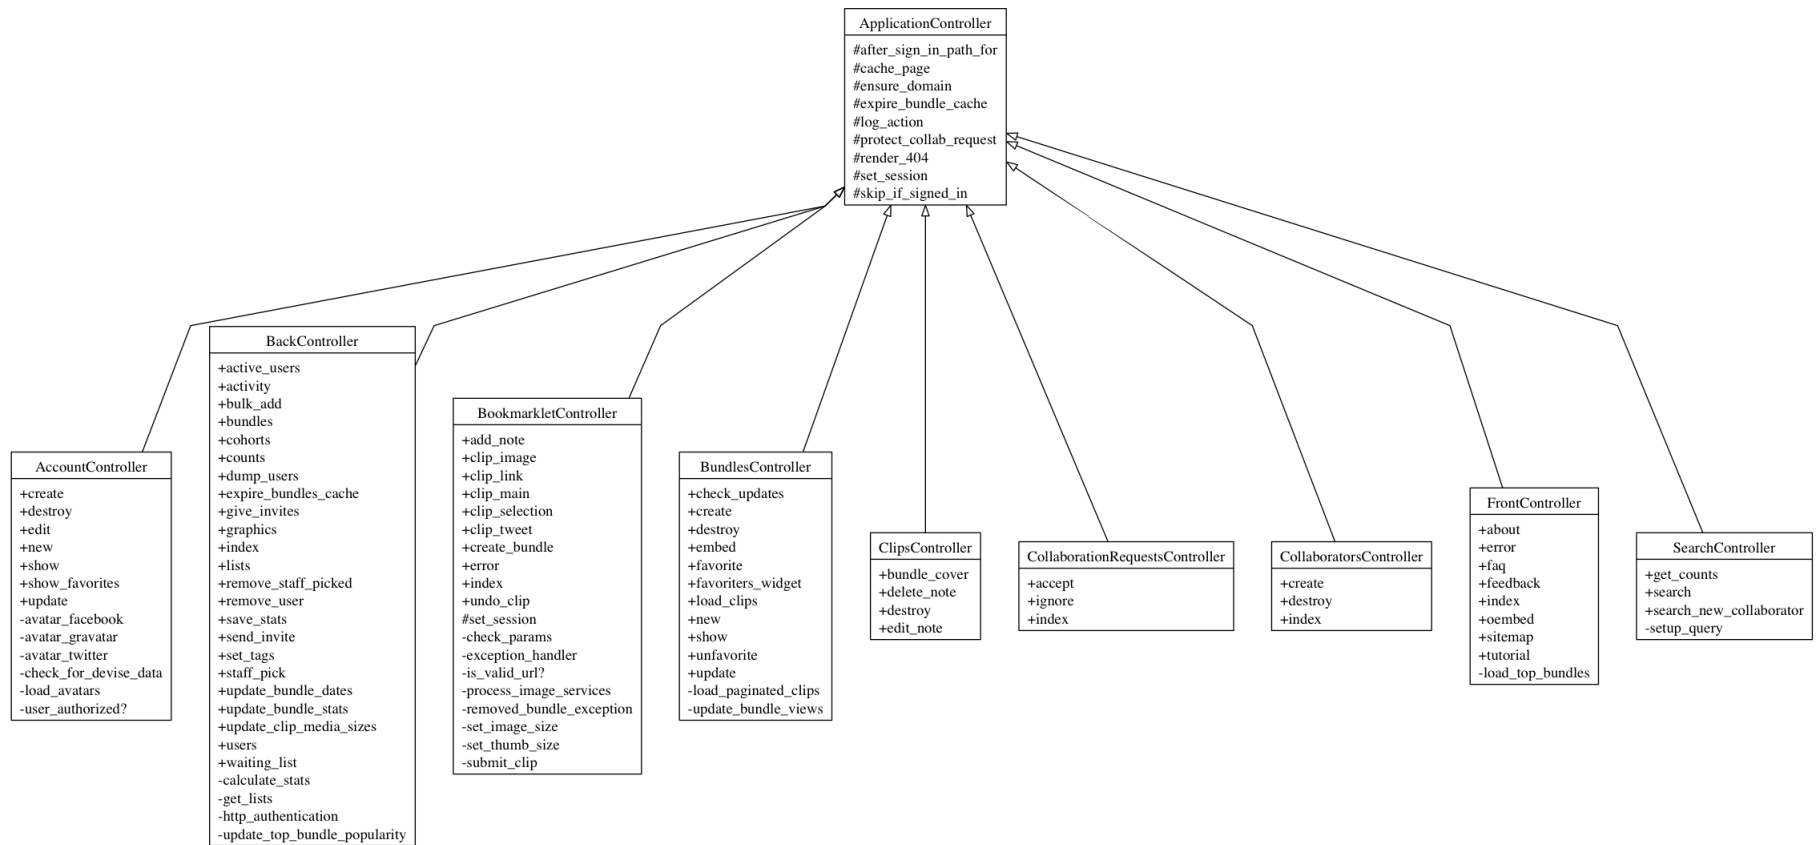 ApplicationController
#after_sign_in_path_for
#cache_page
#ensure_domain
#expire_bundle_cache
#log_action
#protect_collab_request
#render_404
#set_session
#skip_if_signed_in
AccountController
+create
+destroy
+edit
+new
+show
+show_favorites
+update
-avatar_facebook
-avatar_gravatar
-avatar_twitter
-check_for_devise_data
-load_avatars
-user_authorized?
BackController
+active_users
+activity
+bulk_add
+bundles
+cohorts
+counts
+dump_users
+expire_bundles_cache
+give_invites
+graphics
+index
+lists
+remove_staff_picked
+remove_user
+save_stats
+send_invite
+set_tags
+staff_pick
+update_bundle_dates
+update_bundle_stats
+update_clip_media_sizes
+users
+waiting_list
-calculate_stats
-get_lists
-http_authentication
-update_top_bundle_popularity
BookmarkletController
+add_note
+clip_image
+clip_link
+clip_main
+clip_selection
+clip_tweet
+create_bundle
+error
+index
+undo_clip
#set_session
-check_params
-exception_handler
-is_valid_url?
-process_image_services
-removed_bundle_exception
-set_image_size
-set_thumb_size
-submit_clip
BundlesController
+check_updates
+create
+destroy
+embed
+favorite
+favoriters_widget
+load_clips
+new
+show
+unfavorite
+update
-load_paginated_clips
-update_bundle_views
ClipsController
+bundle_cover
+delete_note
+destroy
+edit_note
CollaborationRequestsController
+accept
+ignore
+index
CollaboratorsController
+create
+destroy
+index
FrontController
+about
+error
+faq
+feedback
+index
+oembed
+sitemap
+tutorial
-load_top_bundles
SearchController
+get_counts
+search
+search_new_collaborator
-setup_query